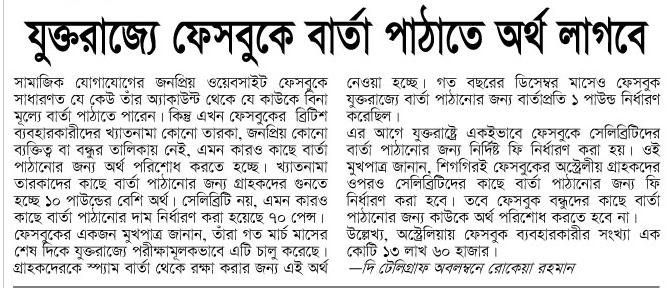 যুক্তরাজ্যে ফেসবুকে বার্তা পাঠাতে অর্থ লাগবে
সামাজিক যোগাযোগের জনপ্রিয় ওয়েবসাইট ফেসবুকে
সাধারণত যে কেউ তাঁর অ্যাকাউন্ট থেকে যে কাউকে বিনা
মূল্যে বার্তা পাঠাতে পারেন। কিন্তু এখন ফেসবুকের ব্রিটিশ
ব্যবহারকারীদের খ্যাতনামা কোনো তারকা, জনপ্রিয় কোনো
ব্যক্তিত্ব বা বন্ধুর তালিকায় নেই, এমন কারও কাছে বার্তা
পাঠানোর জন্য অর্থ পরিশোধ করতে হচ্ছে। খ্যাতনামা
তারকাদের কাছে বার্তা পাঠানোর জন্য গ্রাহকদের গুনতে
হচ্ছে ১০ পাউন্ডের বেশি অর্থ। সেলিব্রিটি নয়, এমন কারও
কাছে বার্তা পাঠানোর দাম নির্ধারণ করা হয়েছে ৭০ পেন্স।
ফেসবুকের একজন মুখপাত্র জানান, তাঁরা গত মার্চ মাসের
শেষ দিকে যুক্তরাজ্যে পরীক্ষামূলকভাবে এটি চালু করেছে।
গ্রাহকদেরকে স্প্যাম বার্তা থেকে রক্ষা করার জন্য এই অর্থ
নেওয়া হচ্ছে। গত বছরের ডিসেম্বর মাসেও ফেসবুক
যুক্তরাজ্যে বার্তা পাঠানোর জন্য বার্তাপ্রতি ১ পাউন্ড নির্ধারণ
করেছিল।
এর আগে যুক্তরাষ্ট্রে একইভাবে ফেসবুকে সেলিব্রিটিদের
বার্তা পাঠানোর জন্য নির্দিষ্ট ফি নির্ধারণ করা হয়। ওই
মুখপাত্র জানান, শিগগিরই ফেসবুকের অস্ট্রেলীয় গ্রাহকদের
ওপরও সেলিব্রিটিদের কাছে বার্তা পাঠানোর জন্য ফি
নির্ধারণ করা হবে। তবে ফেসবুক বন্ধুদের কাছে বার্তা
পাঠানোর জন্য কাউকে অর্থ পরিশোধ করতে হবে না।
উল্লেখ্য, অস্ট্রেলিয়ায় ফেসবুক ব্যবহারকারীর সংখ্যা এক
কোটি ১৩ লাখ ৬০ হাজার।
—দি টেলিগ্রাফ অবলম্বনে রোকেয়া রহমান